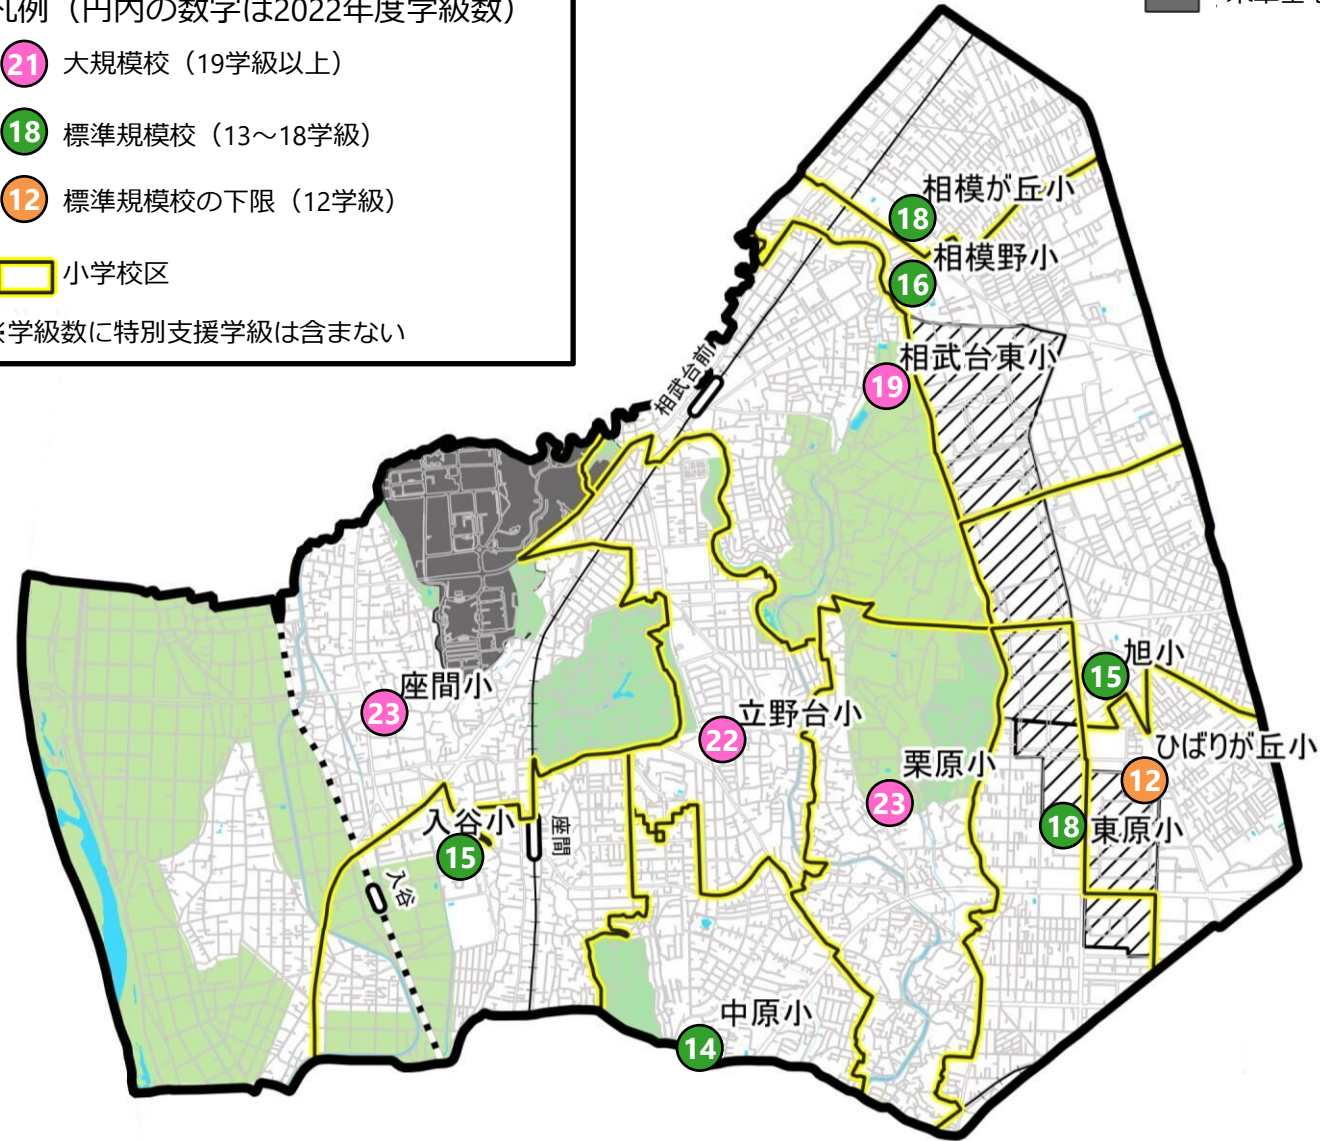 凡例（円内の数字は2022年度学級数）
21 大規模校（19学級以上）
18 標準規模校（13～18学級）
12 標準規模校の下限（12学級）
小学校区
※学級数に特別支援学級は含まない
相模が丘小
18
相模野小
16
相武台東小
19
相武台前
座間小
23
立野台小
22
栗原小
23
旭小
15
ひばりが丘小
12
東原小
18
入谷小
15
座間
入谷
中原小
14